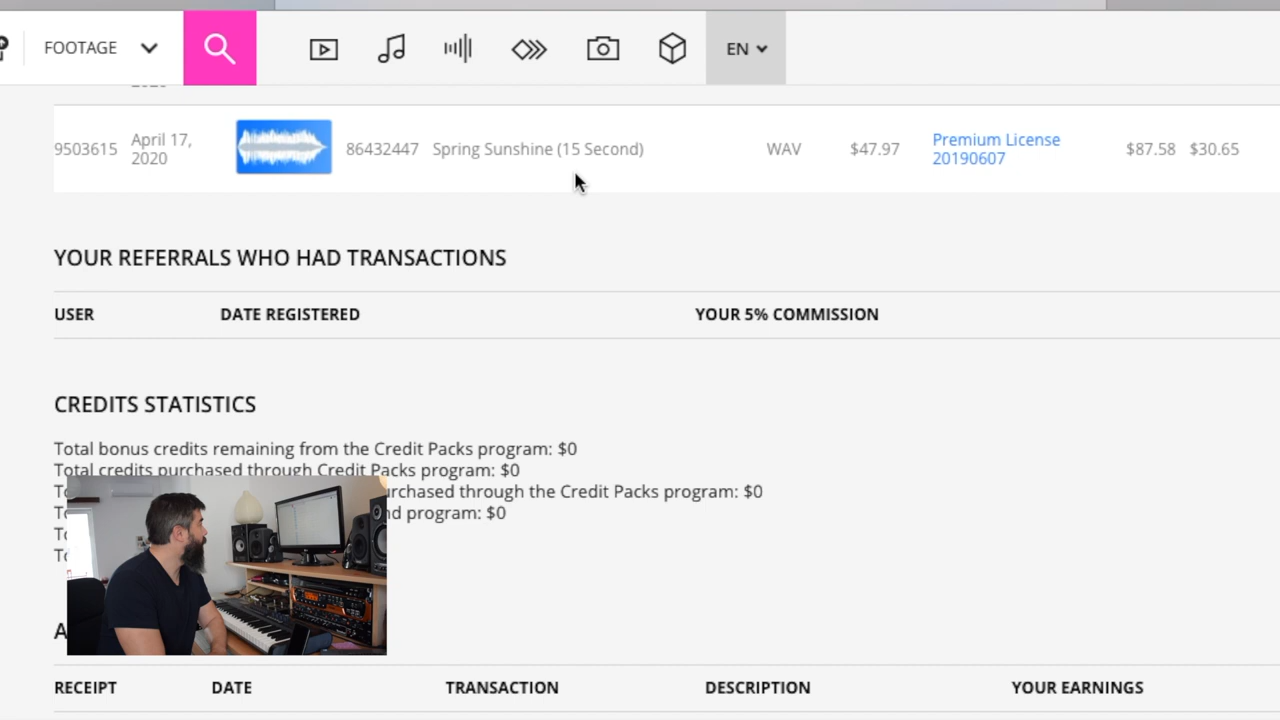 FOOTAGE
EN
9503615 April 17, 2020 86432447 Spring Sunshine (15 Second) WAV $47.97 Premium License 20190607 $87.58 $30.65
YOUR REFERRALS WHO HAD TRANSACTIONS
USER DATE REGISTERED YOUR 5% COMMISSION
CREDITS STATISTICS
Total bonus credits remaining from the Credit Packs program: $0
Total credits purchased through Credit Packs program: $0
through the Credit Packs program: $0
program: $0
RECEIPT DATE TRANSACTION DESCRIPTION YOUR EARNINGS